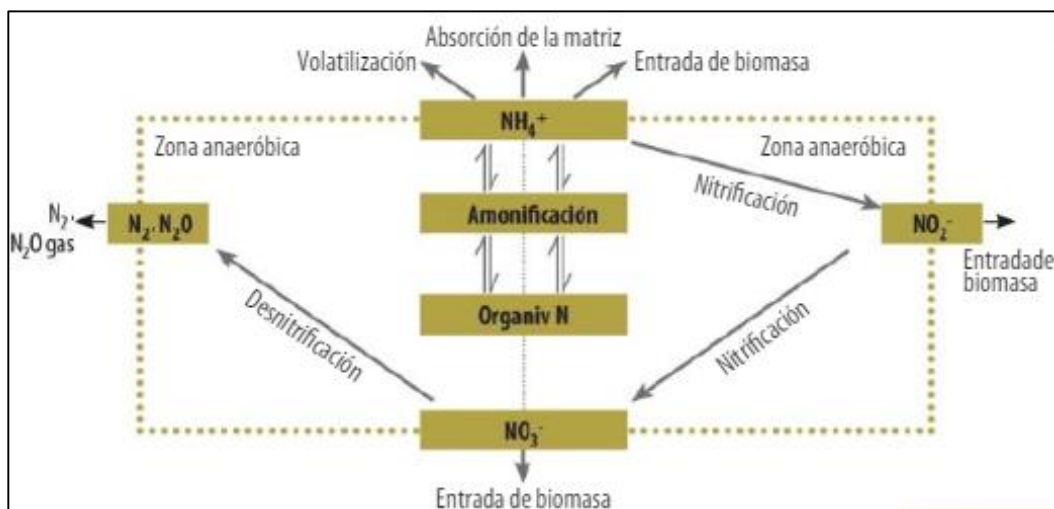 Absorción de la matriz
Volatilización
Entrada de biomasa
NH₄⁺
Zona anaeróbica
Zona anaeróbica
Nitrificación
Amonificación
N₂,
N₂O gas
N₂, N₂O
NO₂⁻
Entradade
biomasa
Desnitrificación
Organiv N
Nitrificación
NO₃⁻
Entrada de biomasa